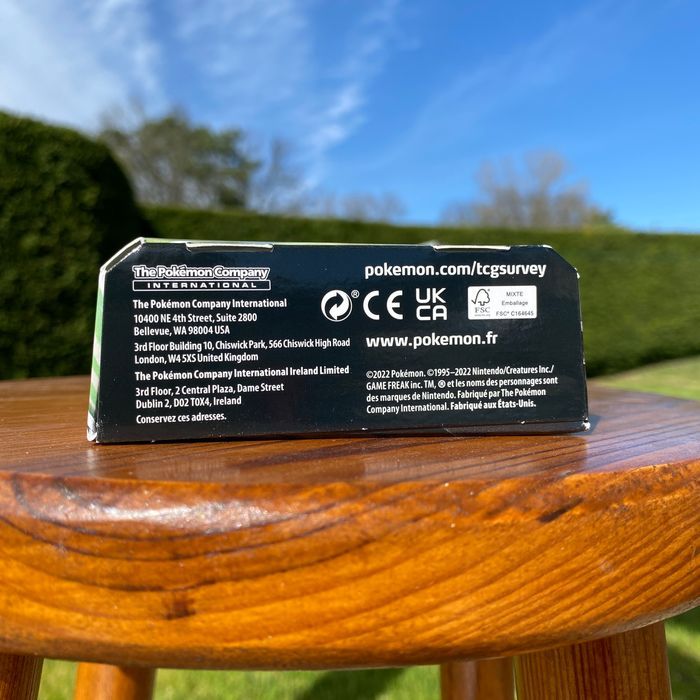 The Pokémon Company
INTERNATIONAL
The Pokémon Company International
10400 NE 4th Street, Suite 2800
Bellevue, WA 98004 USA
3rd Floor Building 10, Chiswick Park, 566 Chiswick High Road
London, W4 5XS United Kingdom
The Pokémon Company International Ireland Limited
3rd Floor, 2 Central Plaza, Dame Street
Dublin 2, D02 T0X4, Ireland
Conservez ces adresses.
pokemon.com/tcgsurvey
® CE UK
CA
FSC
MIXTE
Emballage
FSC® C164645
www.pokemon.fr
©2022 Pokémon. ©1995–2022 Nintendo/Creatures Inc./
GAME FREAK inc. TM, ® et les noms des personnages sont
des marques de Nintendo. Fabriqué par The Pokémon
Company International. Fabriqué aux États-Unis.